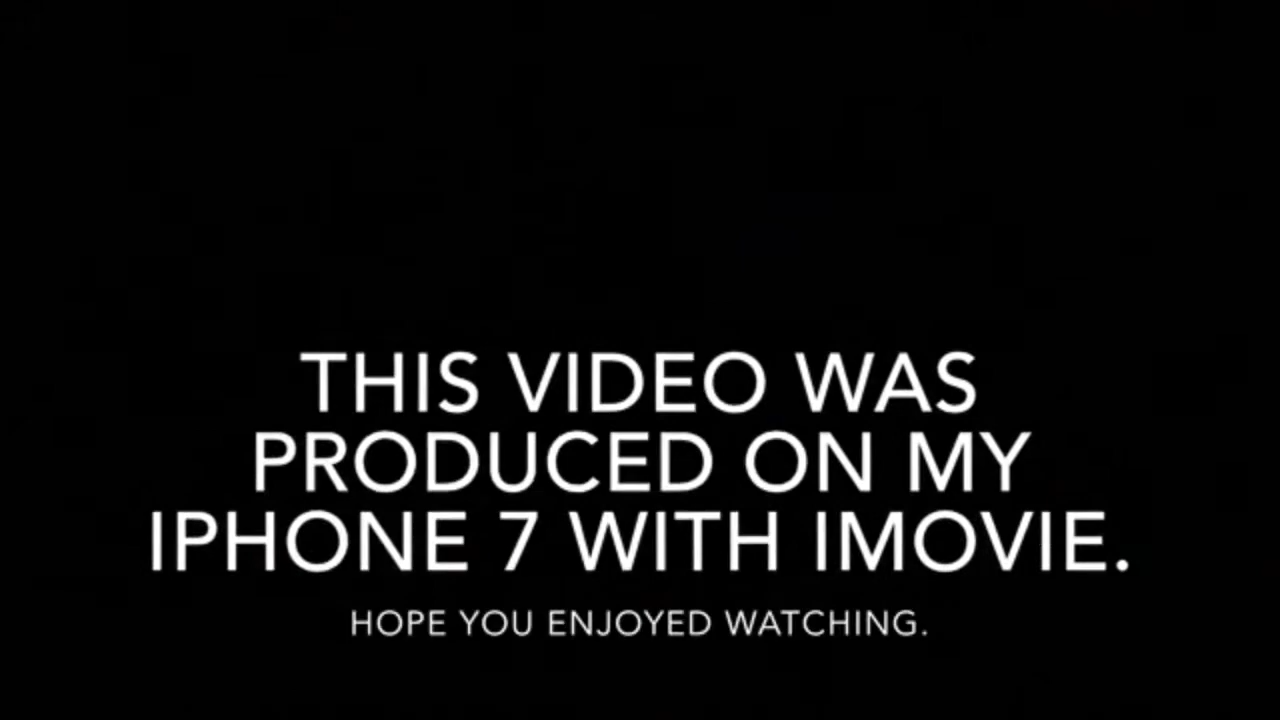 THIS VIDEO WAS
PRODUCED ON MY
IPHONE 7 WITH IMOVIE.
HOPE YOU ENJOYED WATCHING.